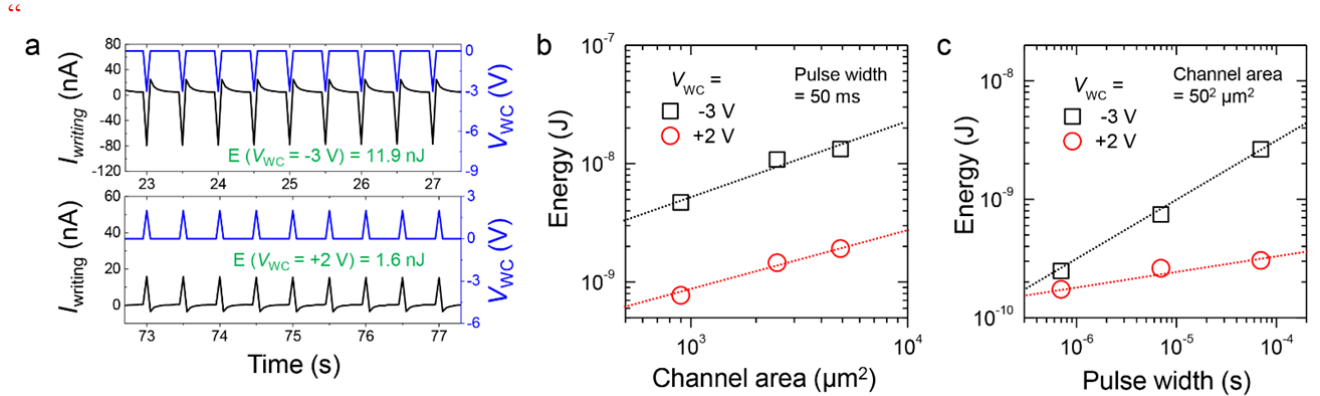 “
a
80
40
0
-40
-80
-120
I_writing (nA)
0
-3
-6
-9
V_WC (V)
E (V_WC = -3 V) = 11.9 nJ
23 24 25 26 27
60
40
20
0
I_writing (nA)
3
0
-3
-6
V_WC (V)
E (V_WC = +2 V) = 1.6 nJ
73 74 75 76 77
Time (s)
b
10⁻⁷
10⁻⁸
10⁻⁹
Energy (J)
V_WC =
-3 V
+2 V
Pulse width
= 50 ms
10³ 10⁴
Channel area (μm²)
c
10⁻⁸
10⁻⁹
10⁻¹⁰
Energy (J)
V_WC =
-3 V
+2 V
Channel area
= 50² μm²
10⁻⁶ 10⁻⁵ 10⁻⁴
Pulse width (s)